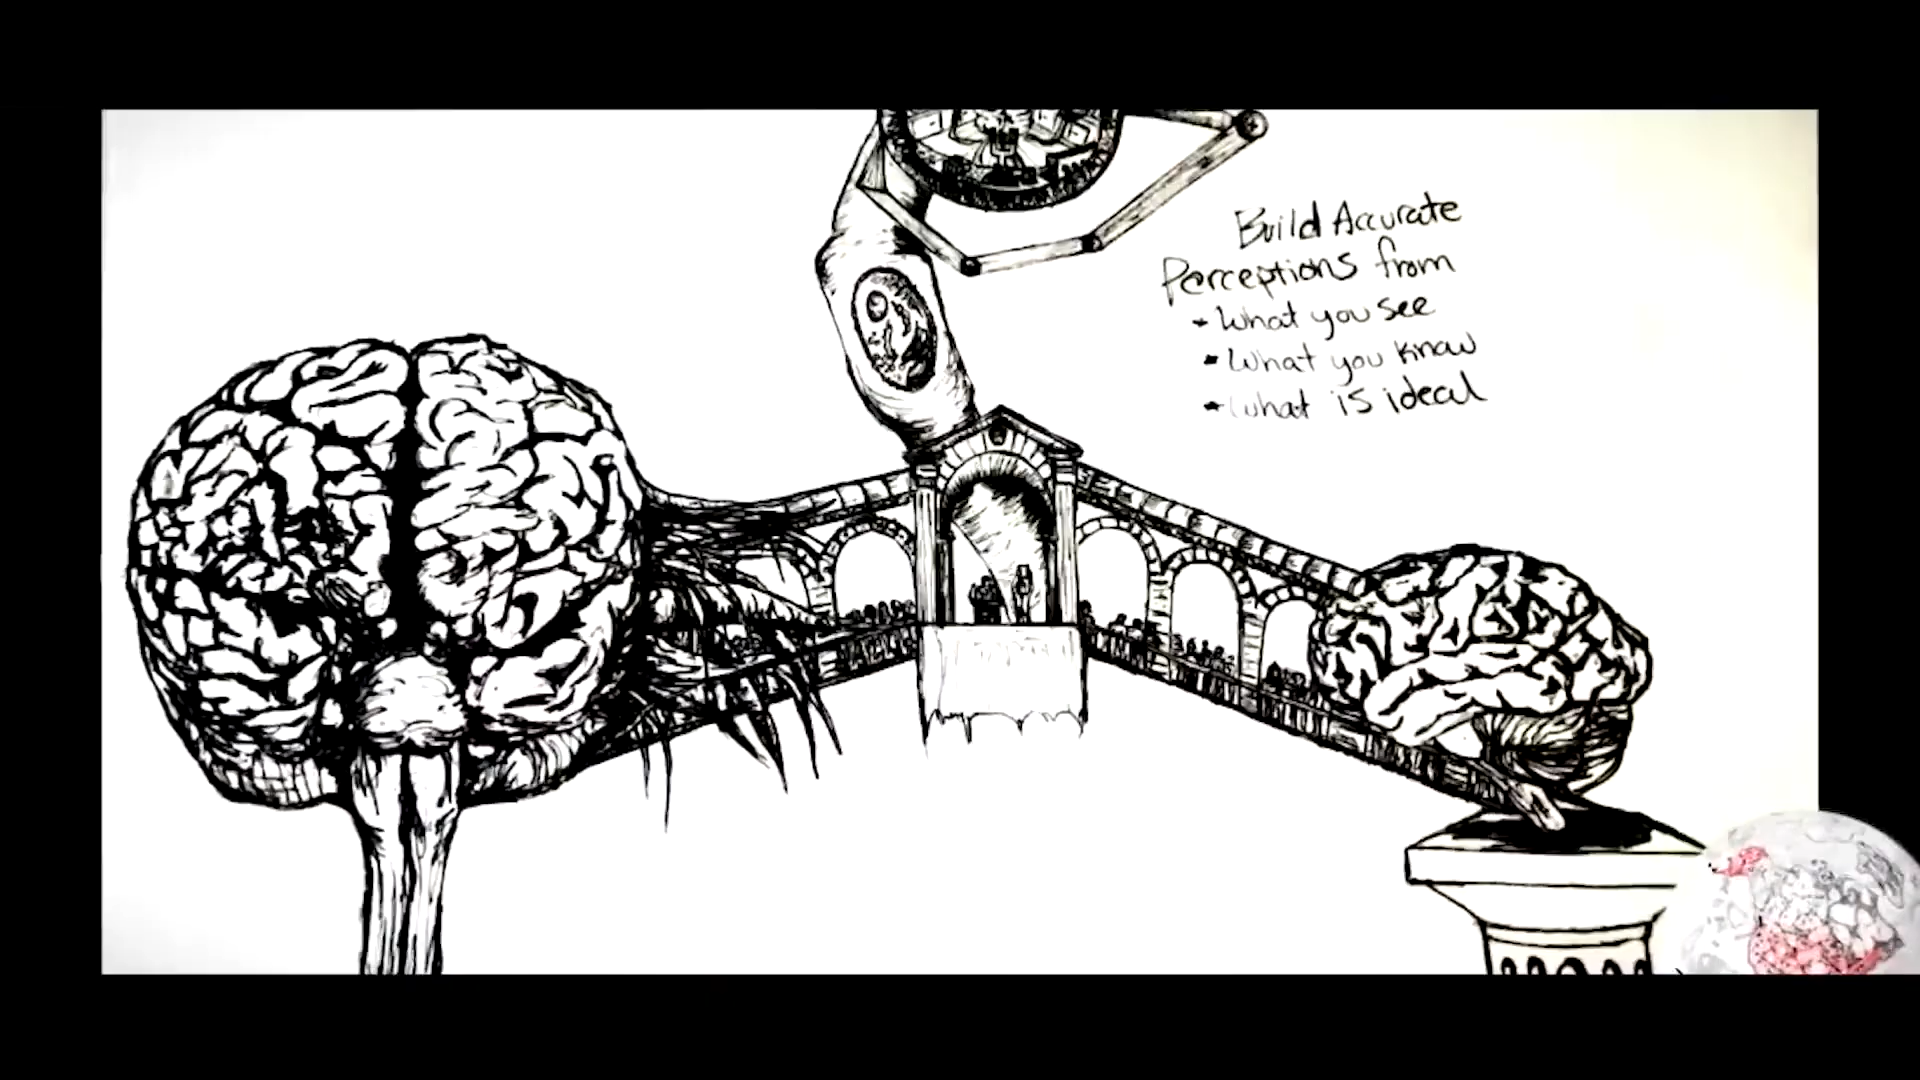 Build Accurate
Perceptions from
• What you see
• What you know
• What is ideal